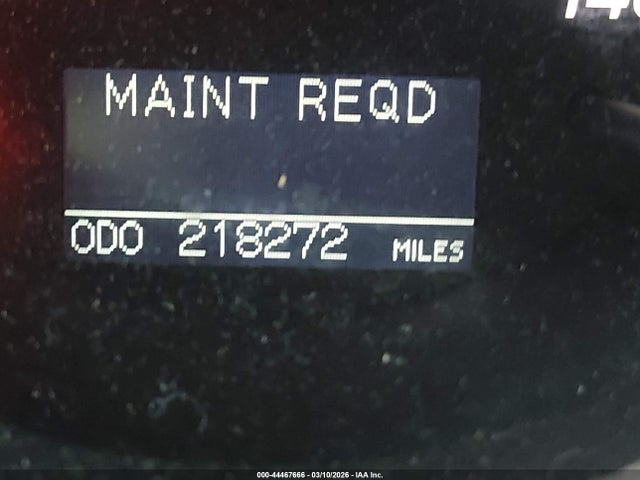 MAINT REQD
ODO 218272 MILES
000-44467666 - 03/10/2026 - IAA Inc.